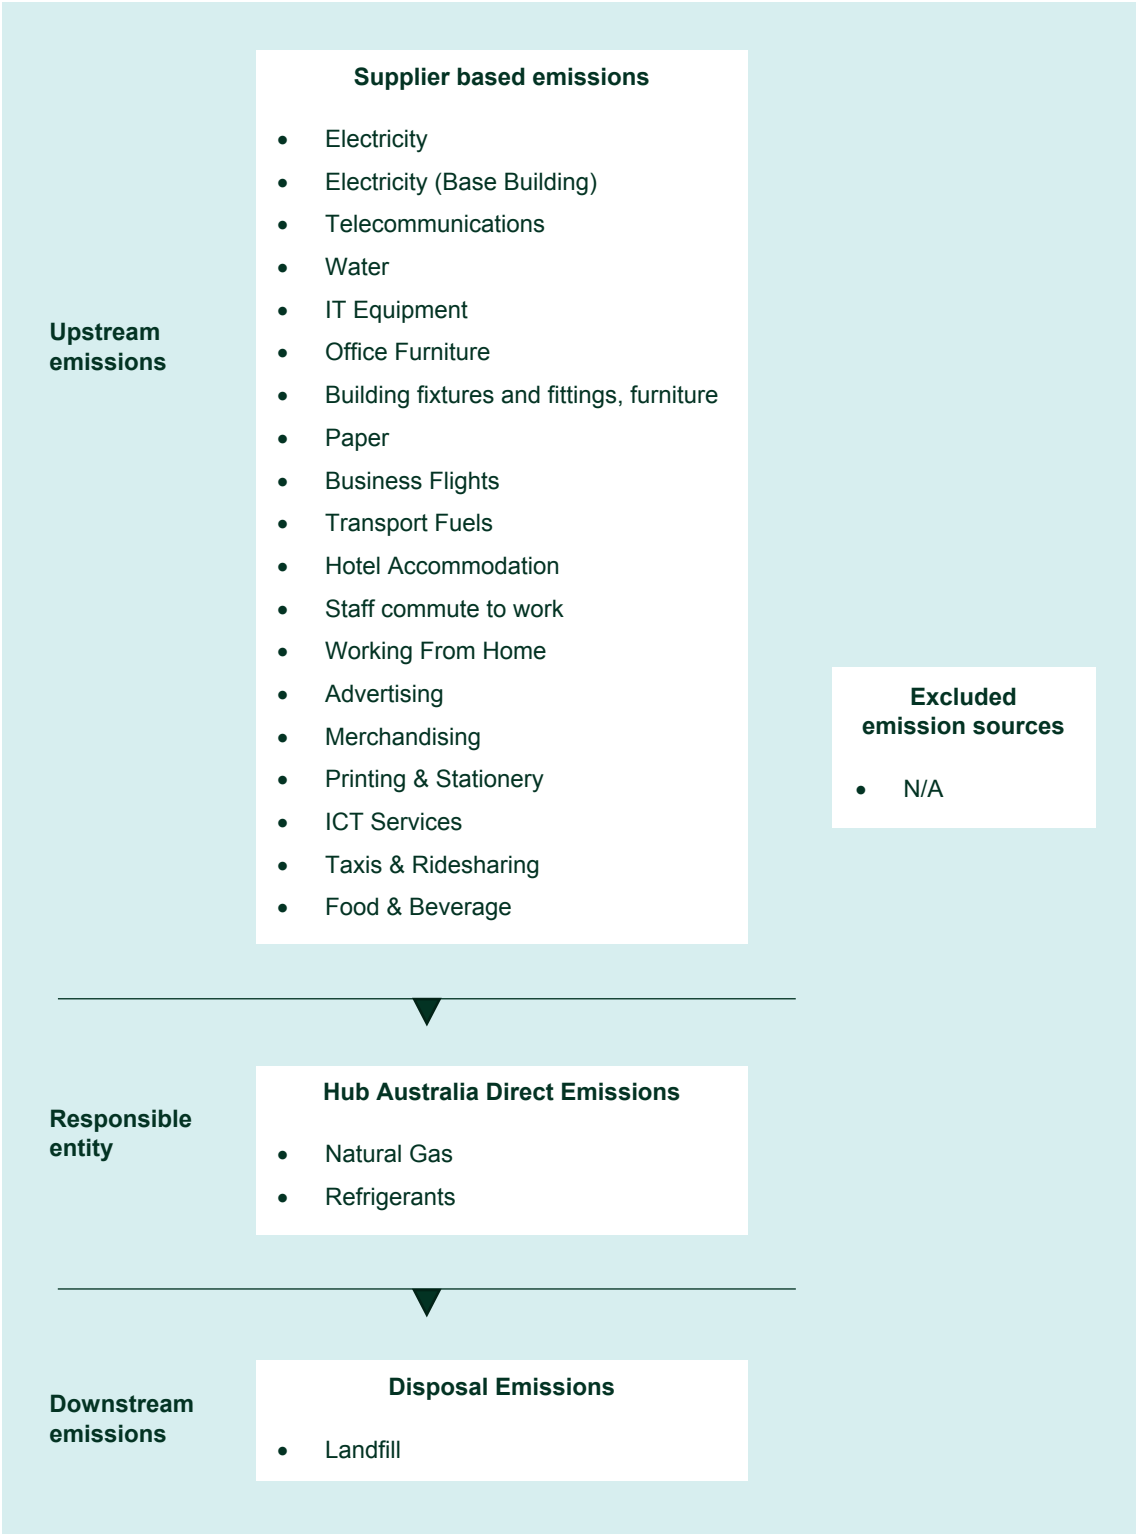 Supplier based emissions
• Electricity
• Electricity (Base Building)
• Telecommunications
• Water
• IT Equipment
Upstream
emissions
• Office Furniture
• Building fixtures and fittings, furniture
• Paper
• Business Flights
• Transport Fuels
• Hotel Accommodation
• Staff commute to work
• Working From Home
• Advertising
• Merchandising
• Printing & Stationery
• ICT Services
• Taxis & Ridesharing
• Food & Beverage
Excluded
emission sources
• N/A
Responsible
entity
Hub Australia Direct Emissions
• Natural Gas
• Refrigerants
Downstream
emissions
Disposal Emissions
• Landfill